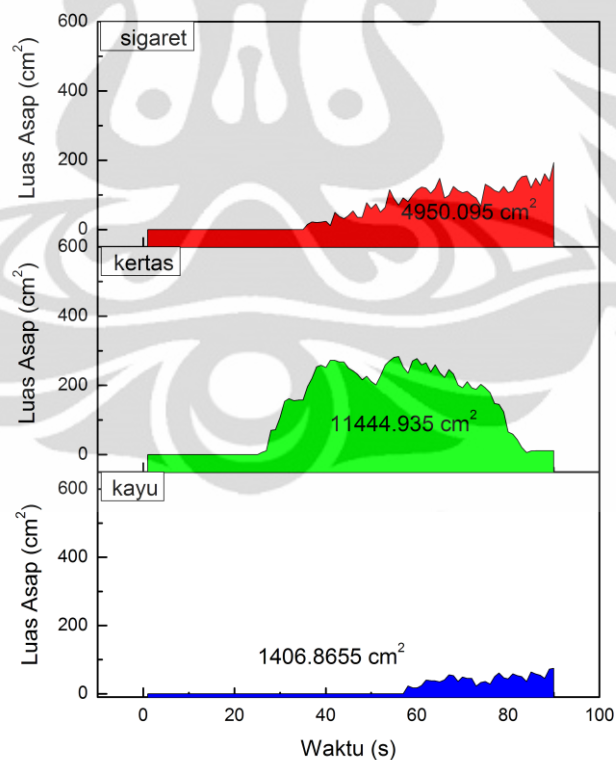 600
sigaret
Luas Asap (cm²)
400
200
4950.095 cm²
0
600
kertas
Luas Asap (cm²)
400
200
11444.935 cm²
0
kayu
600
Luas Asap (cm²)
400
200
1406.8655 cm²
0
0 20 40 60 80 100
Waktu (s)